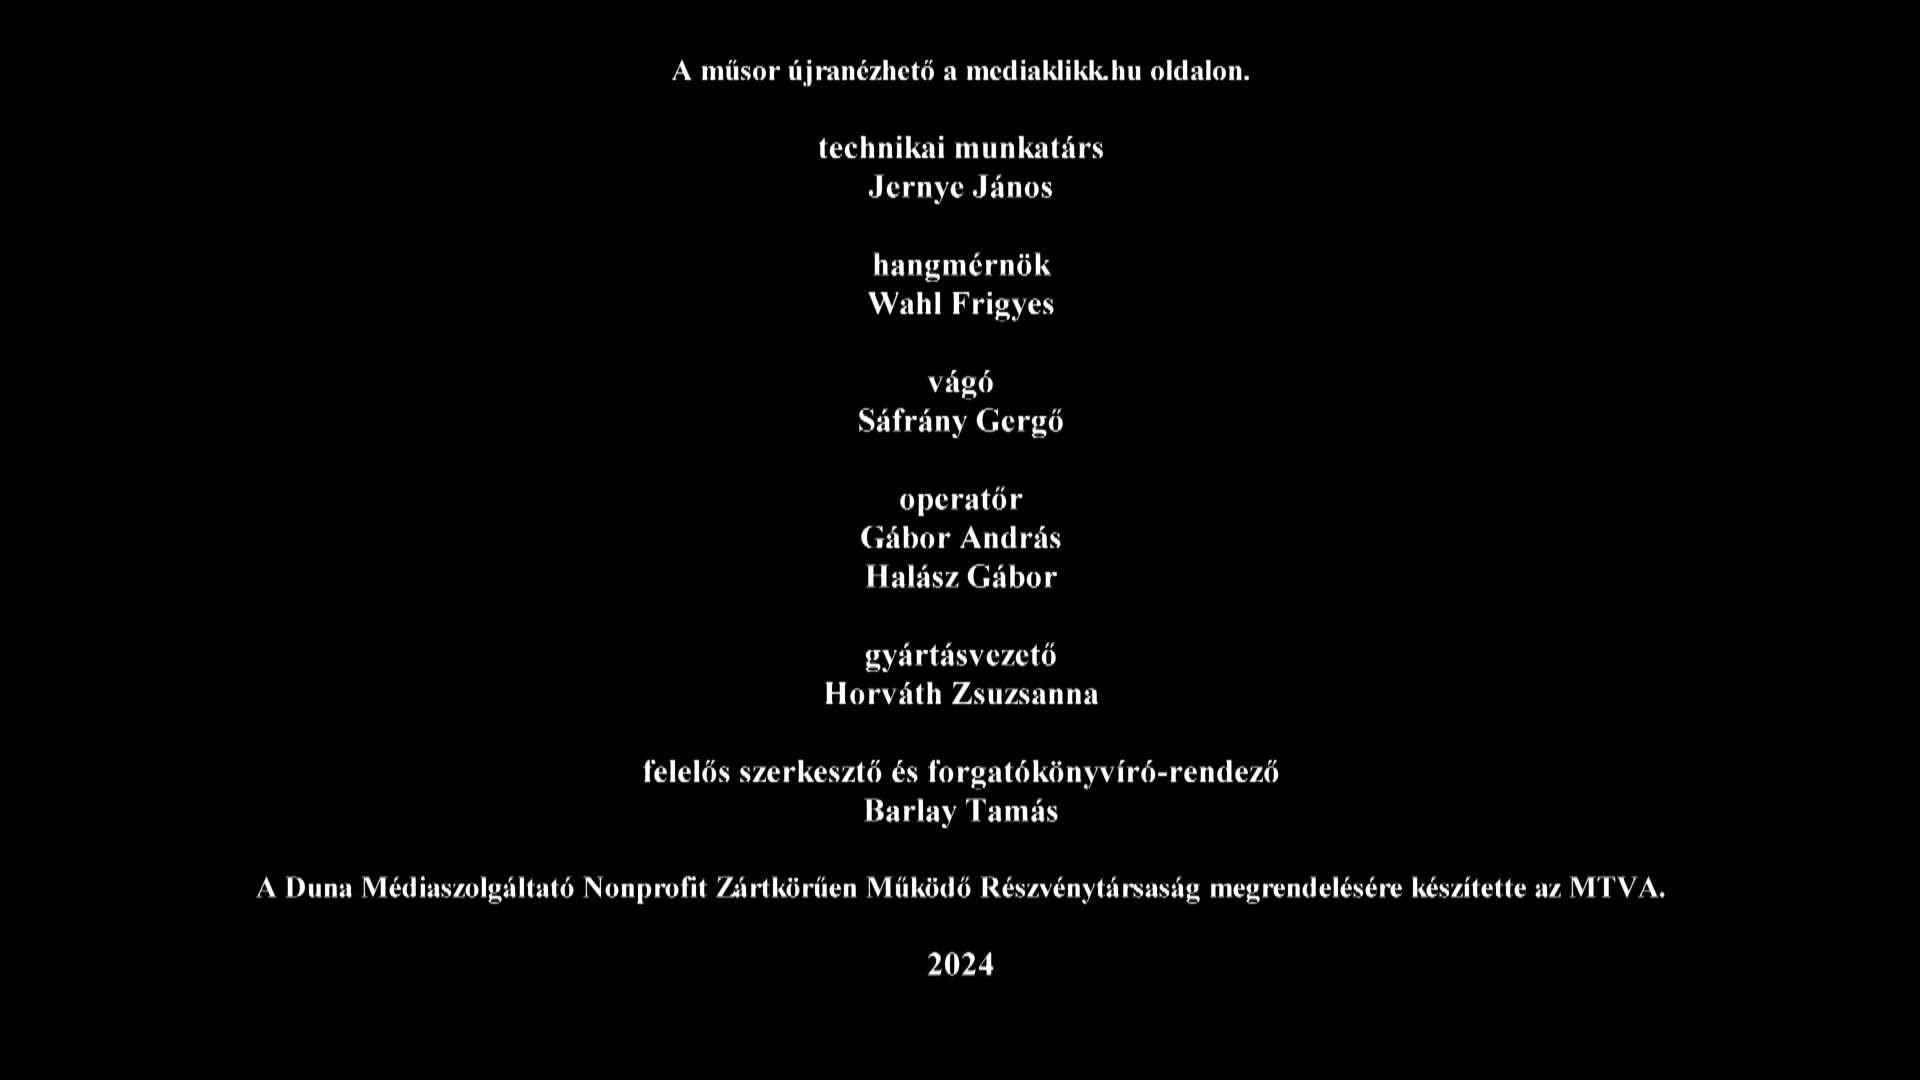 A műsor újranézhető a mediaklikk.hu oldalon.
technikai munkatárs
Jernye János
hangmérnök
Wahl Frigyes
vágó
Sáfrány Gergő
operatőr
Gábor András
Halász Gábor
gyártásvezető
Horváth Zsuzsanna
felelős szerkesztő és forgatókönyvíró-rendező
Barlay Tamás
A Duna Médiaszolgáltató Nonprofit Zártkörűen Működő Részvénytársaság megrendelésére készítette az MTVA.
2024